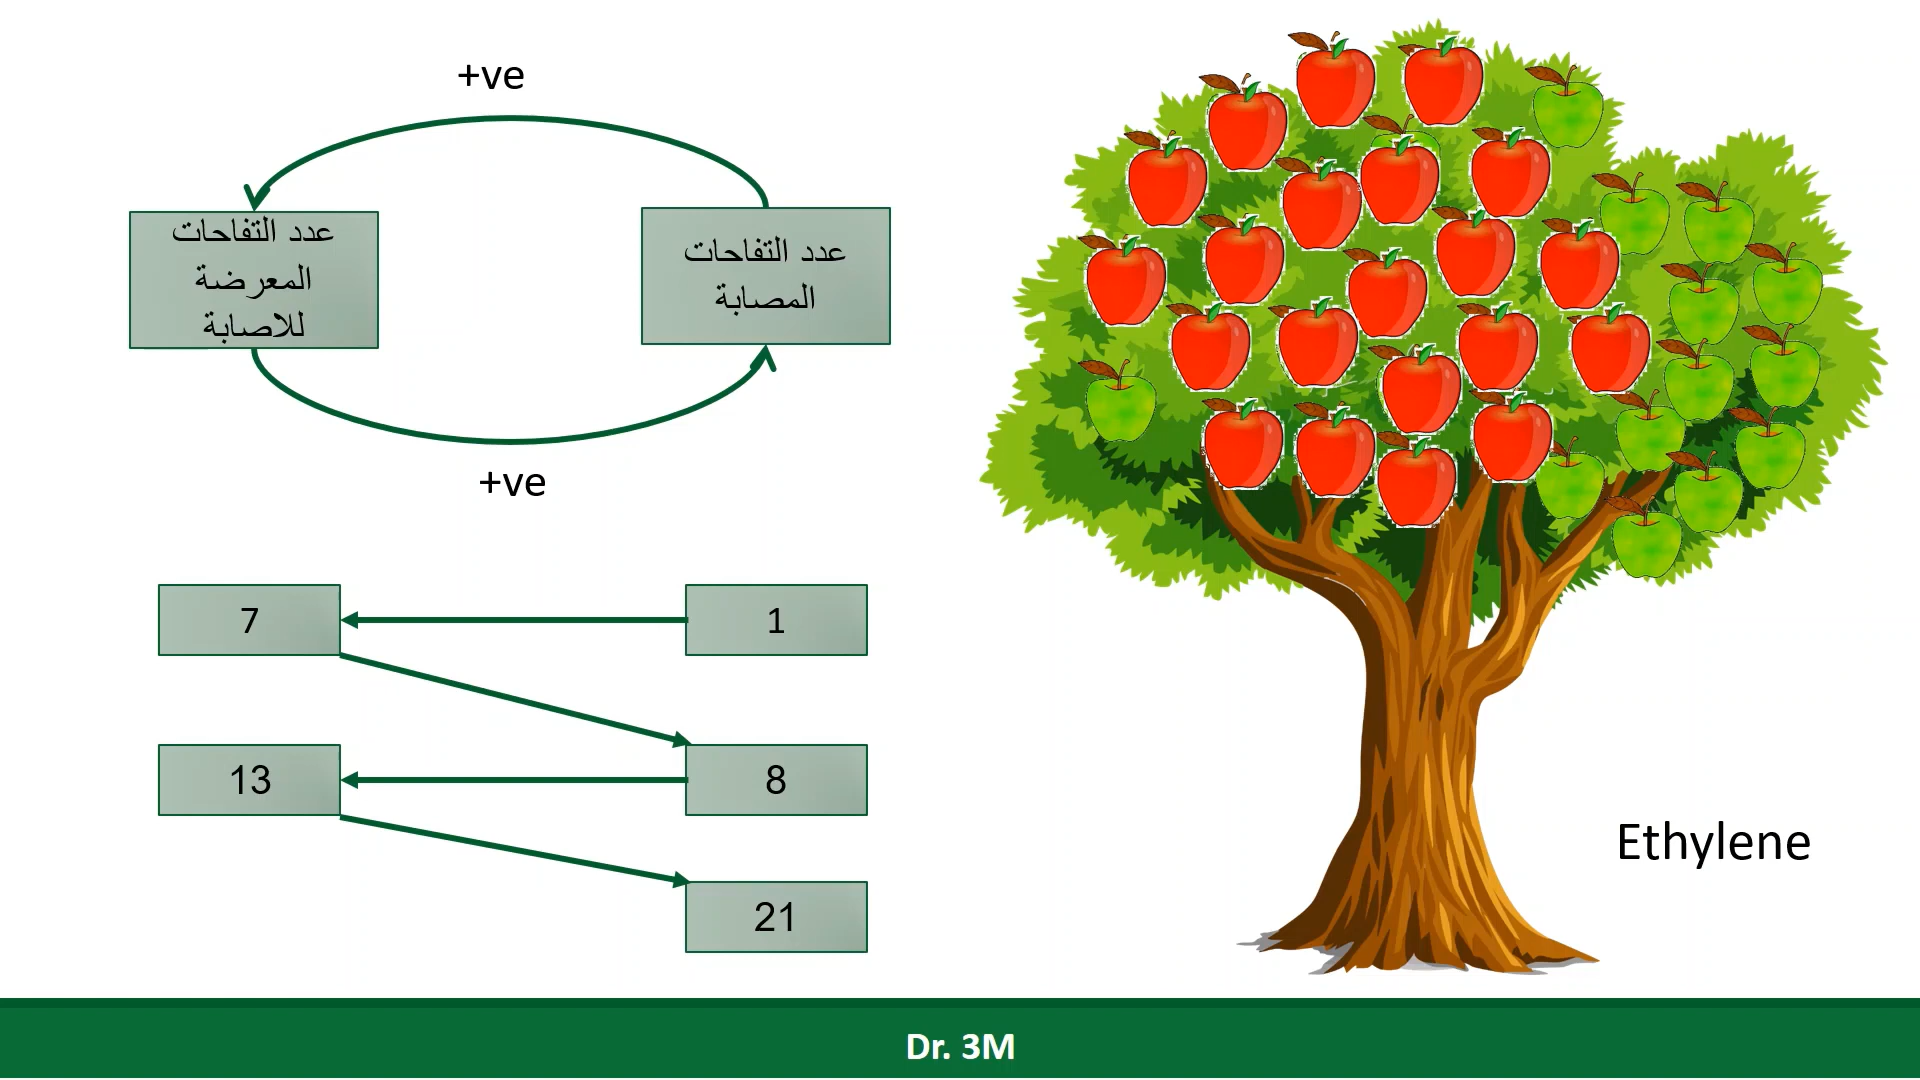 +ve
عدد التفاحات
المعرضة
للاصابة
عدد التفاحات
المصابة
+ve
7
1
13
8
21
Ethylene
Dr. 3M